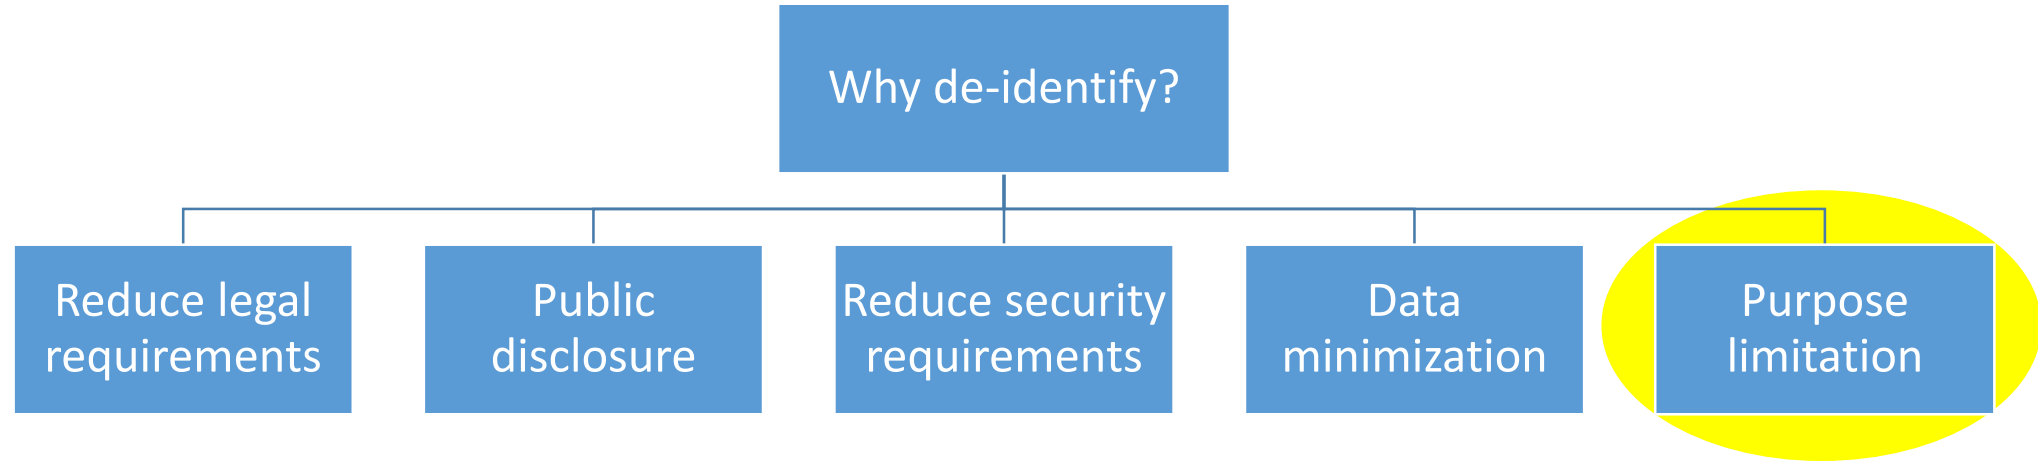 Why de-identify?
Reduce legal
requirements
Public
disclosure
Reduce security
requirements
Data
minimization
Purpose
limitation